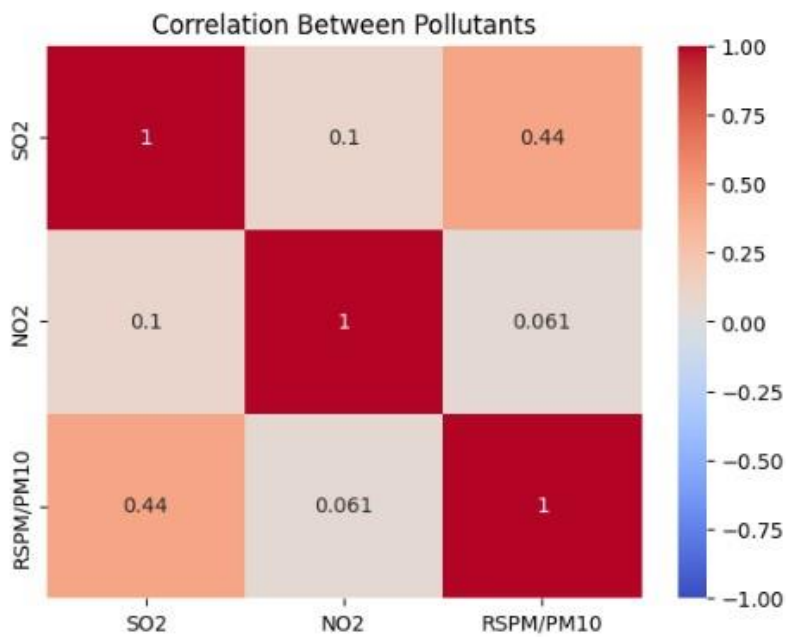 Correlation Between Pollutants
SO2
1
0.1
0.44
NO2
0.1
1
0.061
RSPM/PM10
0.44
0.061
1
SO2
NO2
RSPM/PM10
1.00
0.75
0.50
0.25
0.00
−0.25
−0.50
−0.75
−1.00